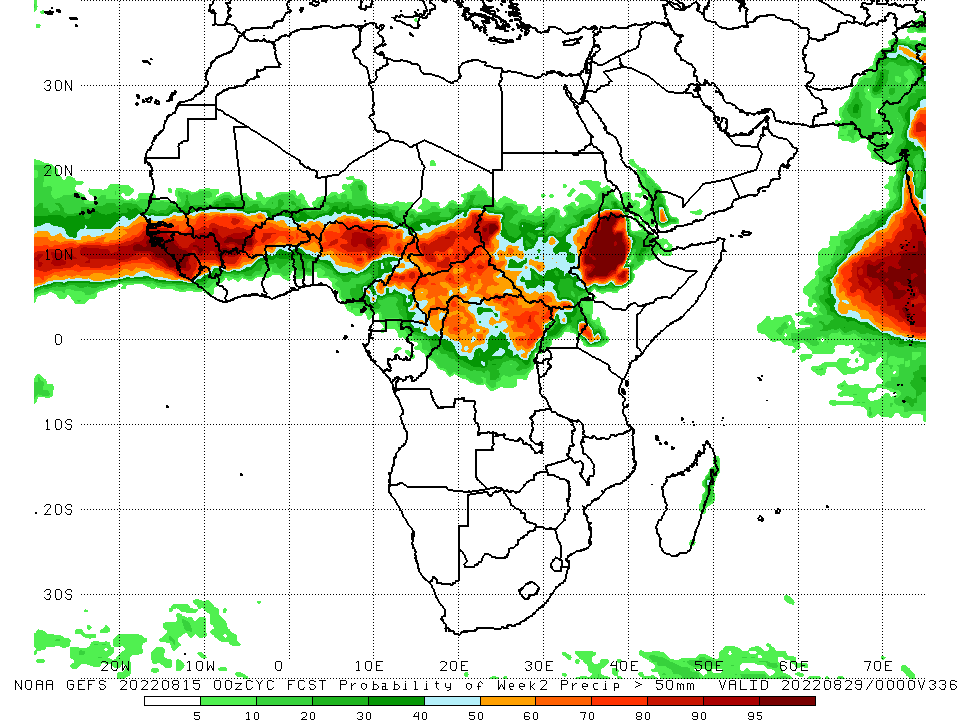 30N
20N
10N
0
10S
20S
30S
20W 10W 0 10E 20E 30E 40E 50E 60E 70E
NOAA GEFS 20220815 00zCYC FCST Probability of Week2 Precip > 50mm VALID 20220829/0000V336
5 10 20 30 40 50 60 70 80 90 95